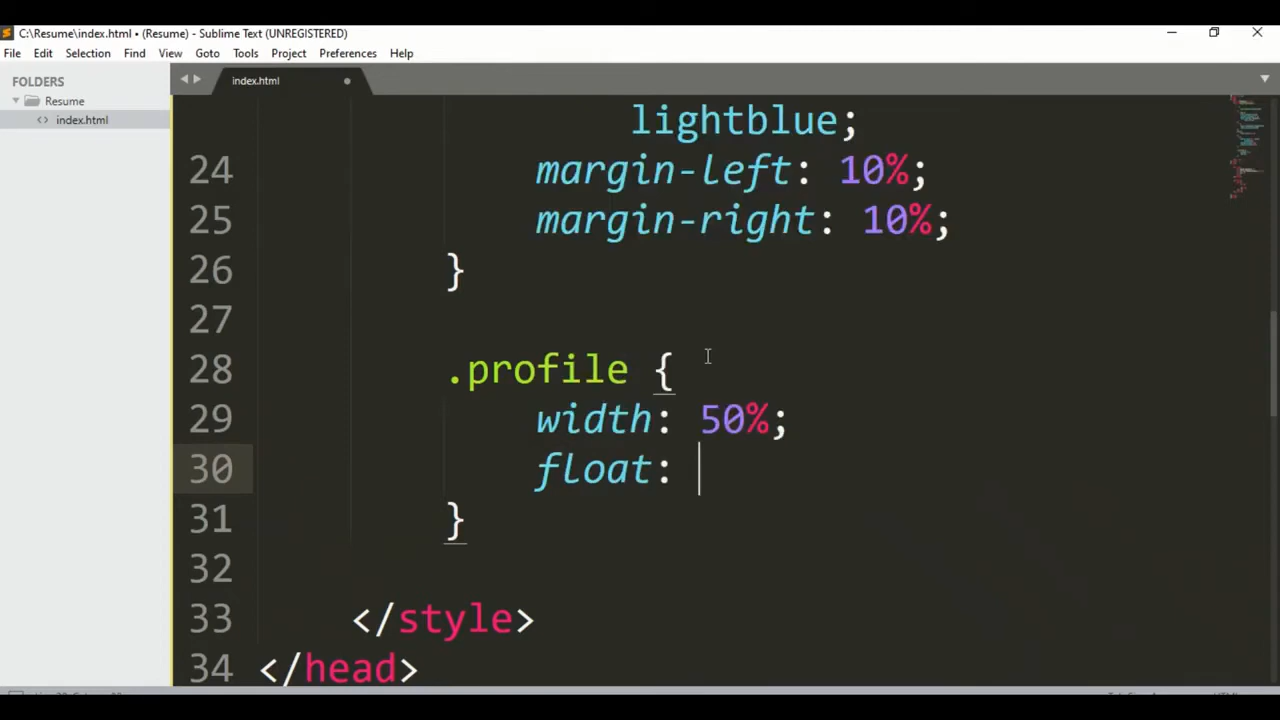 C:\Resume\index.html • (Resume) - Sublime Text (UNREGISTERED)
File Edit Selection View Find Goto Tools Project Preferences Help
FOLDERS
Resume
<> index.html
index.html
lightblue;
24 margin-left: 10%;
25 margin-right: 10%;
26 }
27
28 .profile {
29 width: 50%;
30 float:
31 }
32
33 </style>
34 </head>